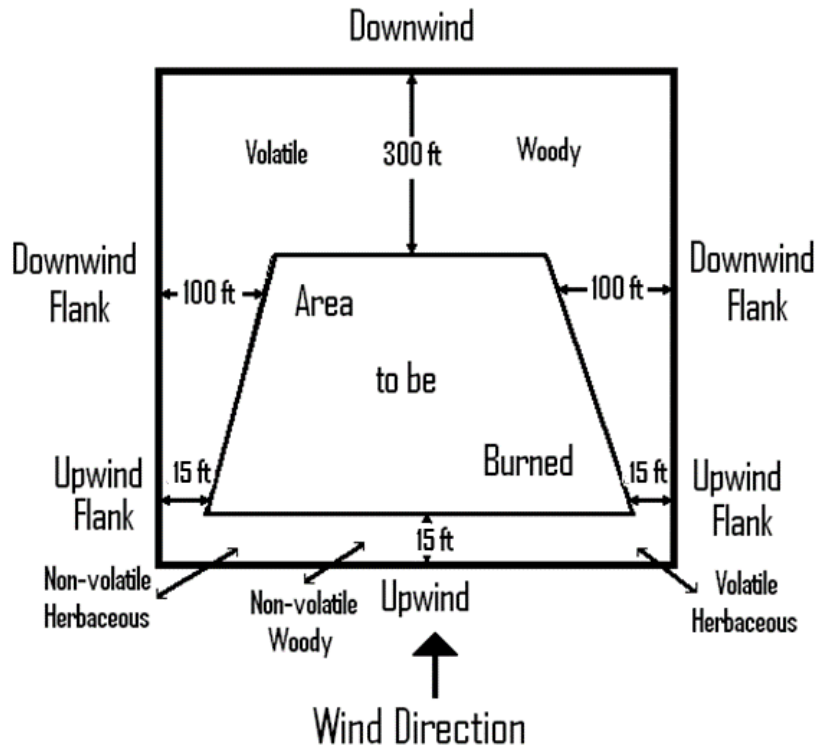 Downwind
Volatile
300 ft
Woody
Downwind
Flank
100 ft
Area
100 ft
Downwind
Flank
to be
Upwind
Flank
15 ft
Burned
15 ft
Upwind
Flank
15 ft
Non-volatile
Herbaceous
Non-volatile
Woody
Upwind
Volatile
Herbaceous
Wind Direction